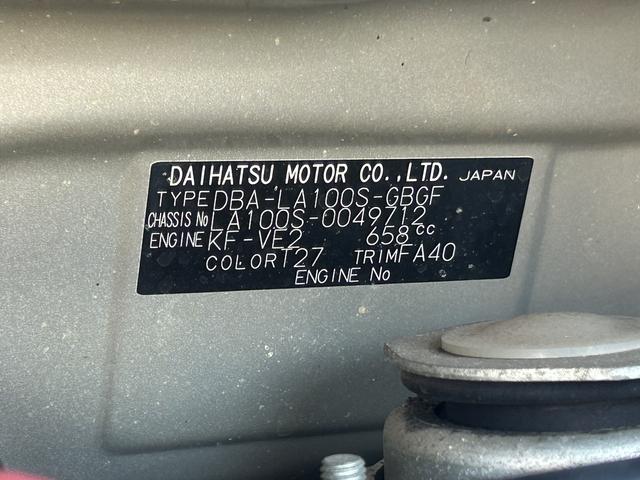 DAIHATSU MOTOR CO.,LTD. JAPAN
TYPE DBA-LA100S-GBGF
CHASSIS No LA100S-0049712
ENGINE KF-VE2 658cc
COLOR T27 TRIM FA40
ENGINE No